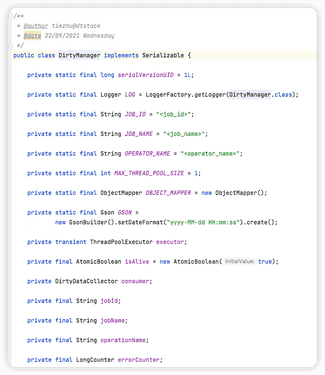 /**
 * @author tiezhu@dtstack
 * @date 22/09/2021 Wednesday
 */
public class DirtyManager implements Serializable {
private static final long serialVersionUID = 1L;
private static final Logger LOG = LoggerFactory.getLogger(DirtyManager.class);
private static final String JOB_ID = "<job_id>";
private static final String JOB_NAME = "<job_name>";
private static final String OPERATOR_NAME = "<operator_name>";
private static final int MAX_THREAD_POOL_SIZE = 1;
private static final ObjectMapper OBJECT_MAPPER = new ObjectMapper();
private static final Gson GSON =
new GsonBuilder().setDateFormat("yyyy-MM-dd HH:mm:ss").create();
private transient ThreadPoolExecutor executor;
private final AtomicBoolean isAlive = new AtomicBoolean( initialValue: true);
private DirtyDataCollector consumer;
private final String jobId;
private final String jobName;
private final String operationName;
private final LongCounter errorCounter;